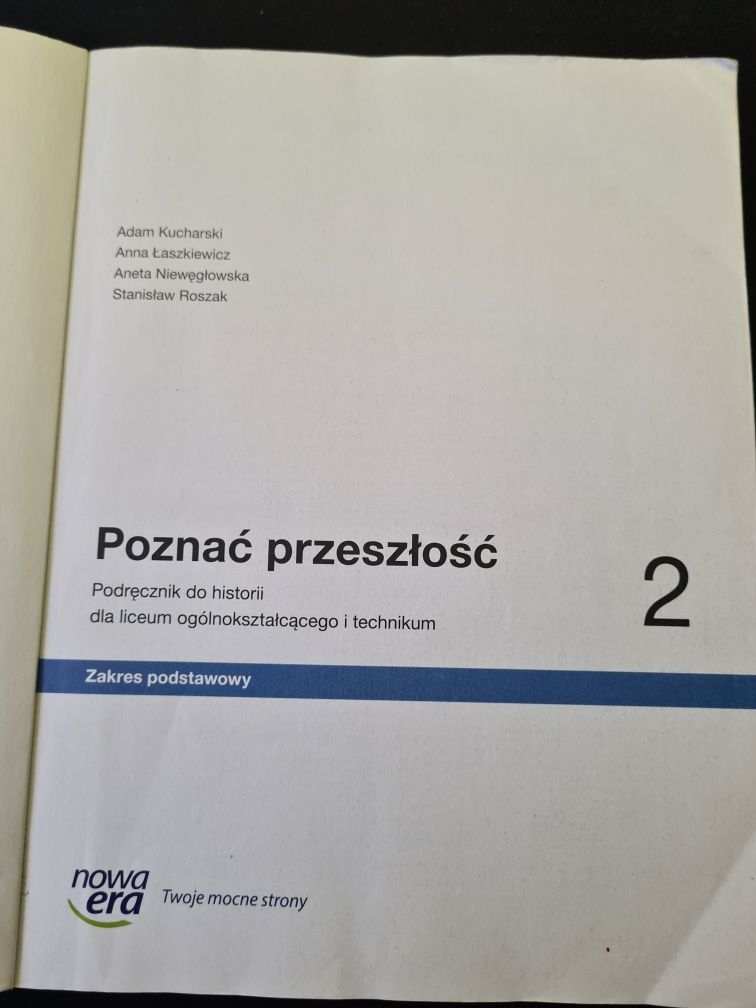 Adam Kucharski
Anna Łaszkiewicz
Aneta Niewęgłowska
Stanisław Roszak
Poznać przeszłość
2
Podręcznik do historii
dla liceum ogólnokształcącego i technikum
Zakres podstawowy
nowa
era
Twoje mocne strony